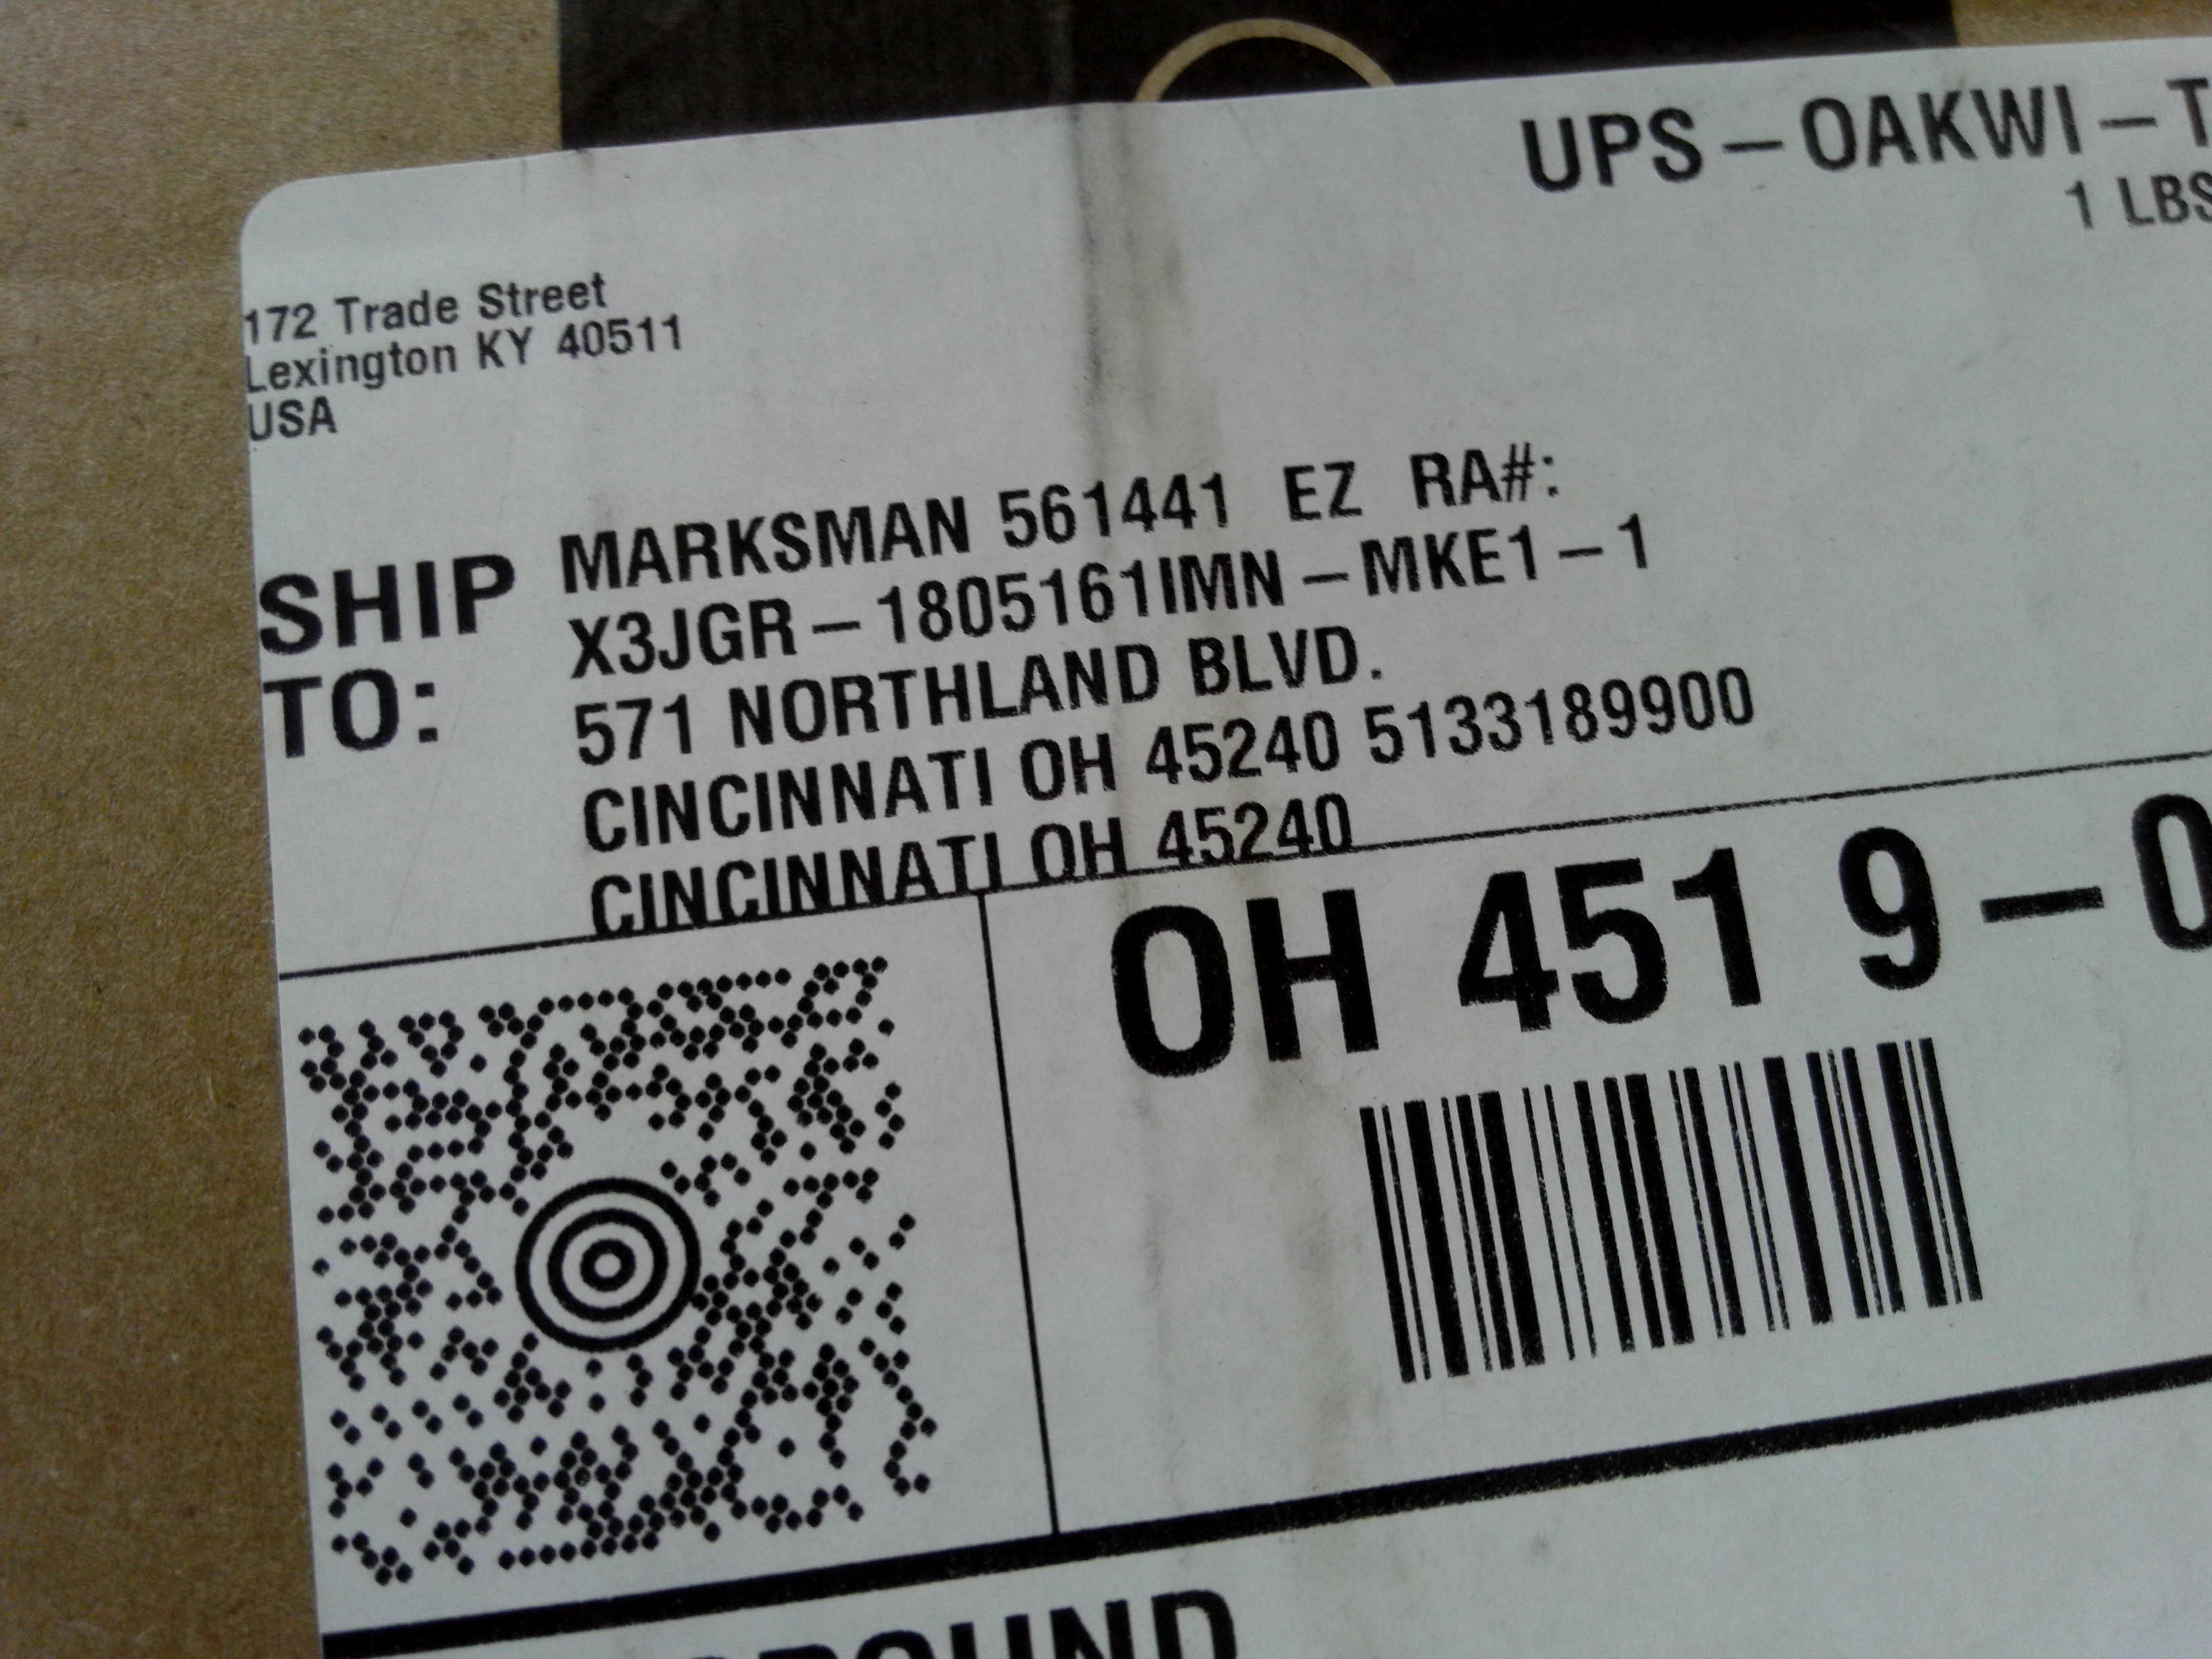 UPS-OAKWI-T
1 LBS
172 Trade Street
Lexington KY 40511
USA
SHIP TO:
MARKSMAN 561441 EZ RA#:
X3JGR-1805161IMN-MKE1-1
571 NORTHLAND BLVD.
CINCINNATI OH 45240 5133189900
CINCINNATI OH 45240
OH 451 9-0